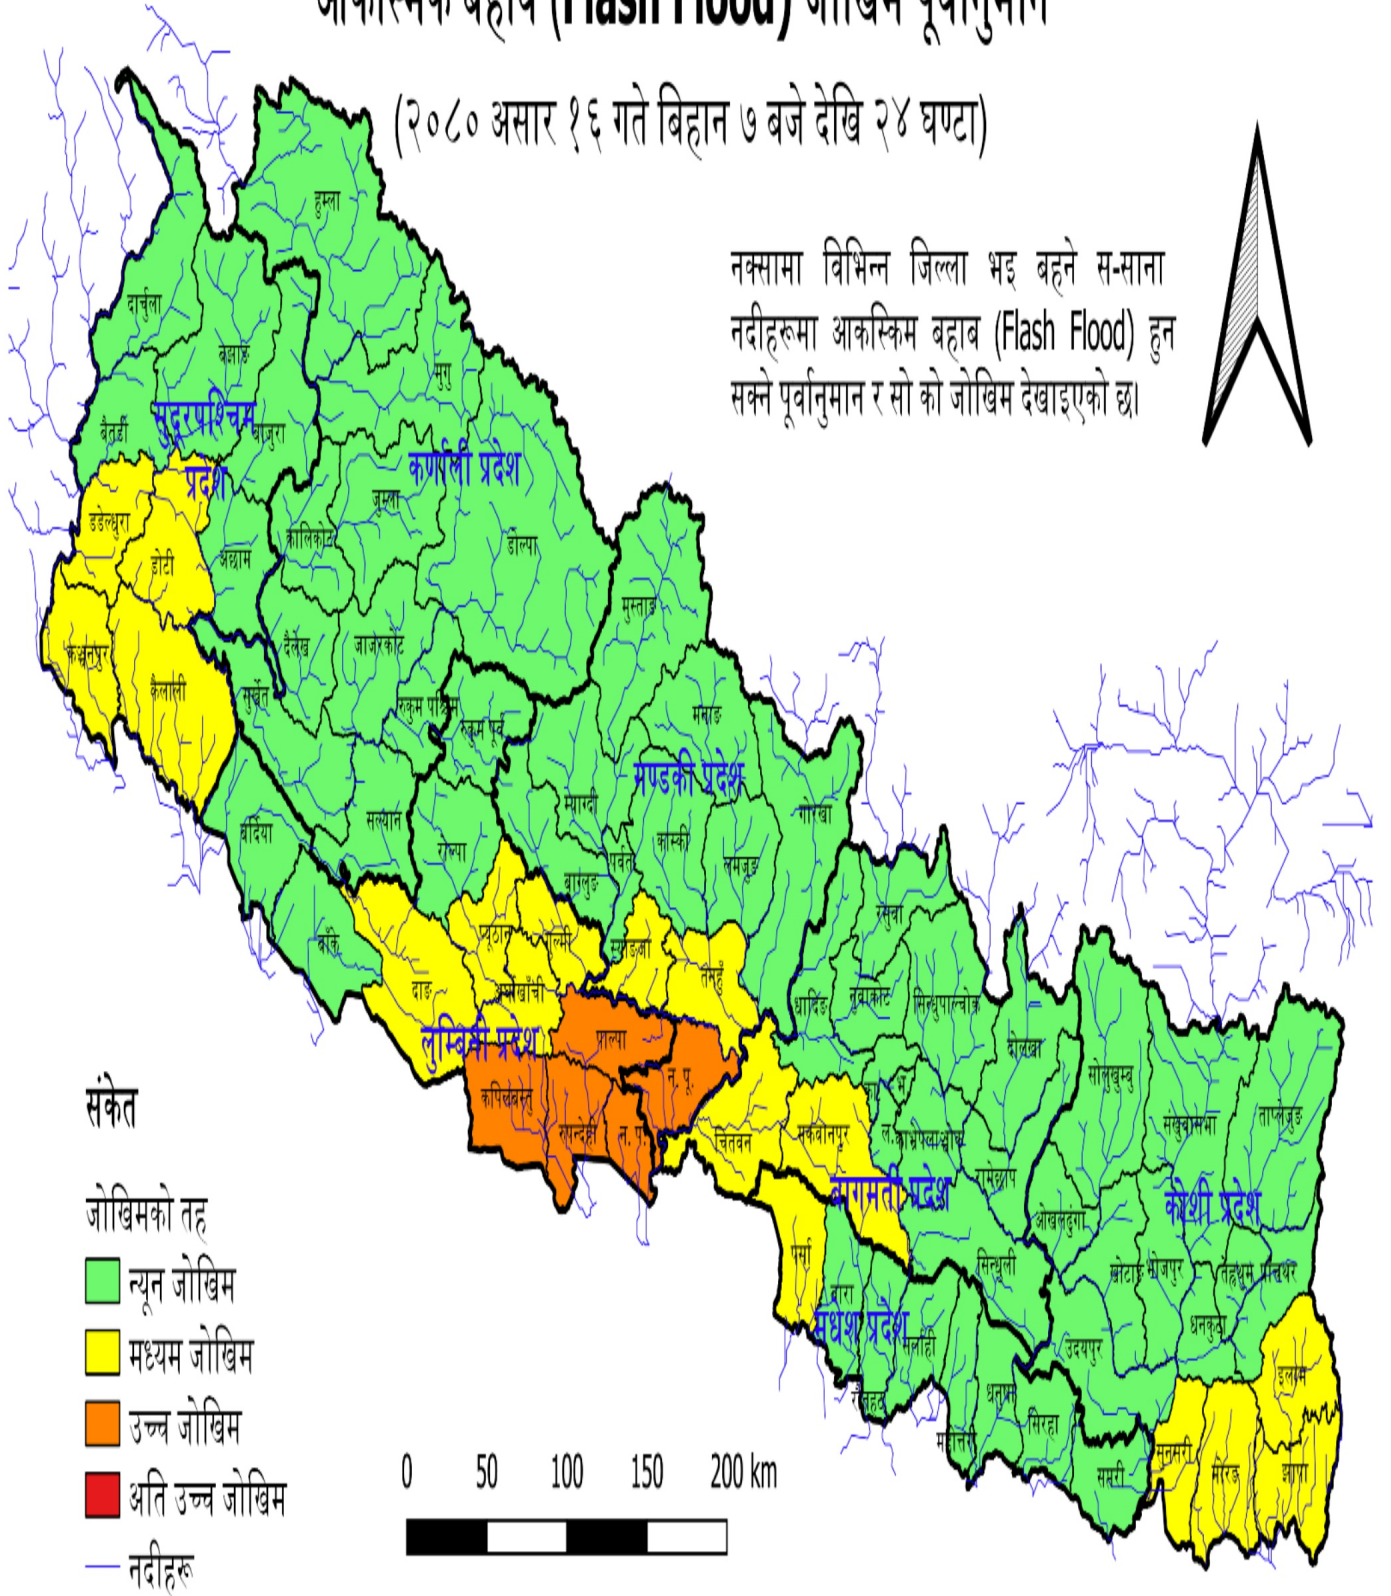 आकस्मिक बहाब (Flash Flood) जोखिम पूर्वानुमान
(२०८० असार १६ गते बिहान ७ बजे देखि २४ घण्टा)
नक्सामा विभिन्न जिल्ला भइ बहने स-साना
नदीहरूमा आकस्किम बहाब (Flash Flood) हुन
सक्ने पूर्वानुमान र सो को जोखिम देखाइएको छ।
हुम्ला
दार्चुला
बझाङ
मुगु
सुदूरपश्चिम
प्रदेश
बाजुरा
बैतडी
कर्णाली प्रदेश
जुम्ला
डडेल्धुरा
कालिकोट
डोल्पा
डोटी
अछाम
मुस्ताङ
कञ्चनपुर
दैलेख
जाजरकोट
कैलाली
सुर्खेत
रुकुम पश्चिम
रुकुम पूर्व
मनाङ
गण्डकी प्रदेश
म्याग्दी
गोरखा
बर्दिया
सल्यान
रोल्पा
पर्वत
कास्की
लमजुङ
बाग्लुङ
रसुवा
बाँके
प्यूठान
गुल्मी
स्याङजा
तनहुँ
दाङ
अर्घाखाँची
धादिङ
नुवाकोट
सिन्धुपाल्चोक
लुम्बिनी प्रदेश
पाल्पा
दोलखा
सोलुखुम्बु
कपिलबस्तु
न. पू.
का
भ
संखुवासभा
ताप्लेजुङ
रुपन्देही
न. प.
चितवन
मकवानपुर
ल.
काभ्रेपलाञ्चोक
रामेछाप
बागमती प्रदेश
कोशी प्रदेश
ओखलढुंगा
पर्सा
सिन्धुली
खोटाङ
भोजपुर
तेह्रथुम
पाँचथर
बारा
मधेश प्रदेश
सर्लाही
धनकुटा
उदयपुर
इलाम
रौतहट
धनुषा
सिरहा
महोत्तरी
सप्तरी
सुनसरी
मोरङ
झापा
संकेत
जोखिमको तह
न्यून जोखिम
मध्यम जोखिम
उच्च जोखिम
अति उच्च जोखिम
नदीहरू
0 50 100 150 200 km